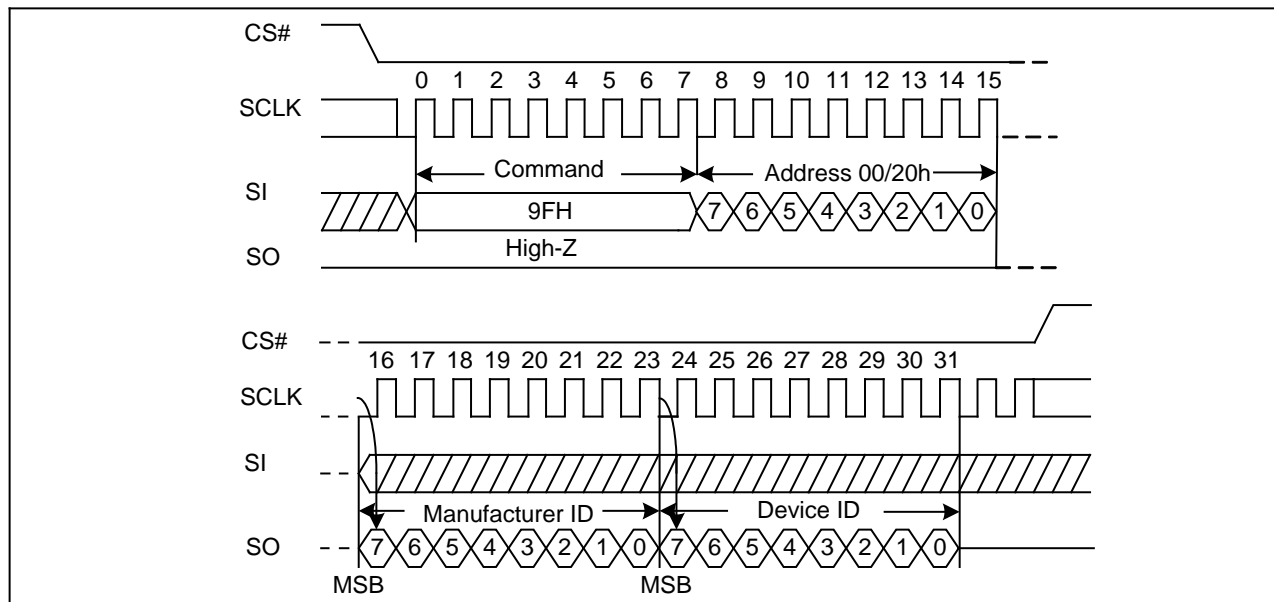 CS#
0 1 2 3 4 5 6 7 8 9 10 11 12 13 14 15
SCLK
Command
Address 00/20h
SI
9FH
7 6 5 4 3 2 1 0
High-Z
SO
CS#
16 17 18 19 20 21 22 23 24 25 26 27 28 29 30 31
SCLK
SI
Manufacturer ID
Device ID
SO
7 6 5 4 3 2 1 0 7 6 5 4 3 2 1 0
MSB
MSB